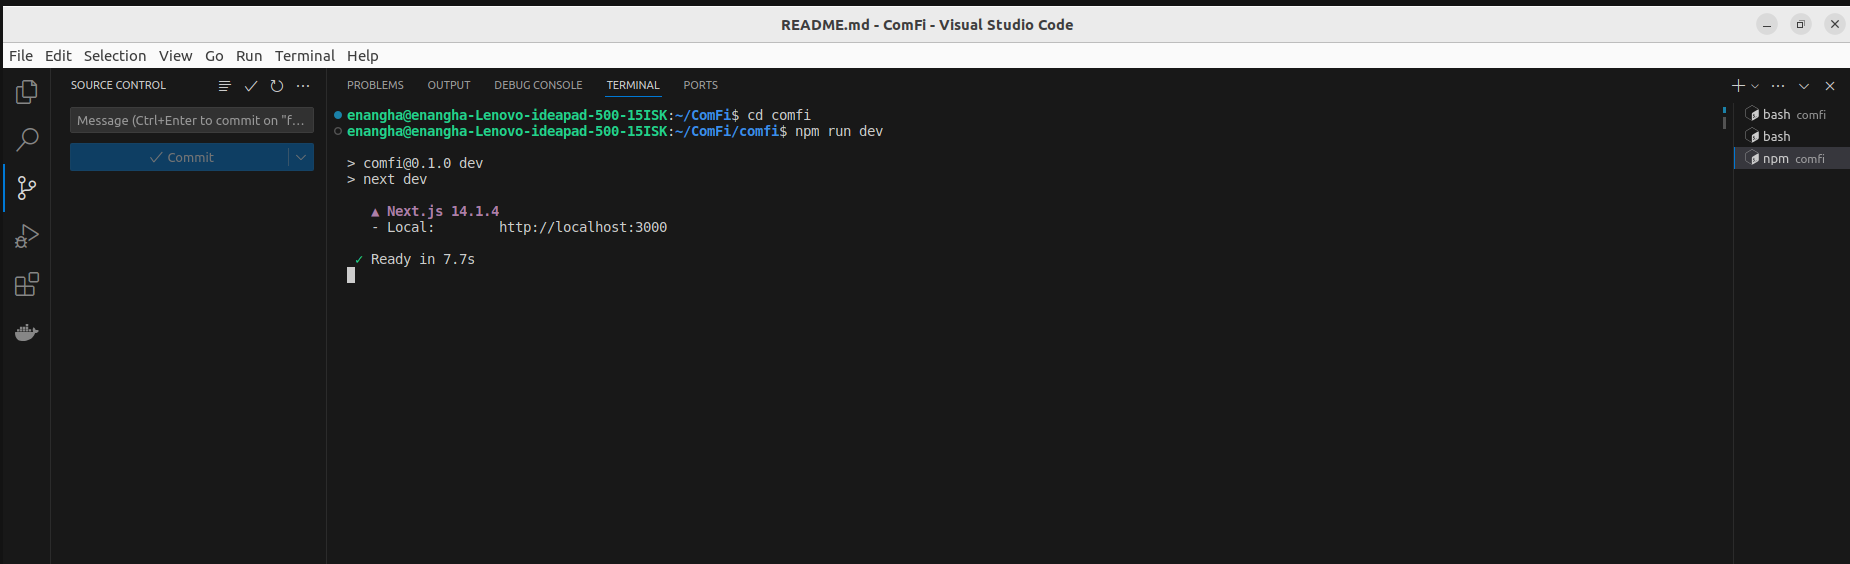 README.md - ComFi - Visual Studio Code
File Edit Selection View Go Run Terminal Help
SOURCE CONTROL
Message (Ctrl+Enter to commit on "f...
Commit
PROBLEMS OUTPUT DEBUG CONSOLE TERMINAL PORTS
enangha@enangha-Lenovo-ideapad-500-15ISK:~/ComFi$ cd comfi
enangha@enangha-Lenovo-ideapad-500-15ISK:~/ComFi/comfi$ npm run dev
> comfi@0.1.0 dev
> next dev
▲ Next.js 14.1.4
- Local: http://localhost:3000
✓ Ready in 7.7s
bash comfi
bash
npm comfi